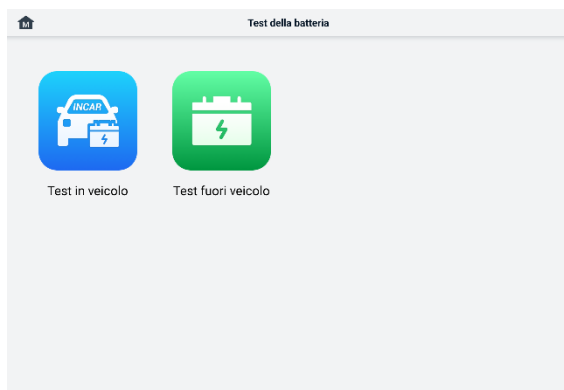 M
Test della batteria
INCAR
Test in veicolo
Test fuori veicolo